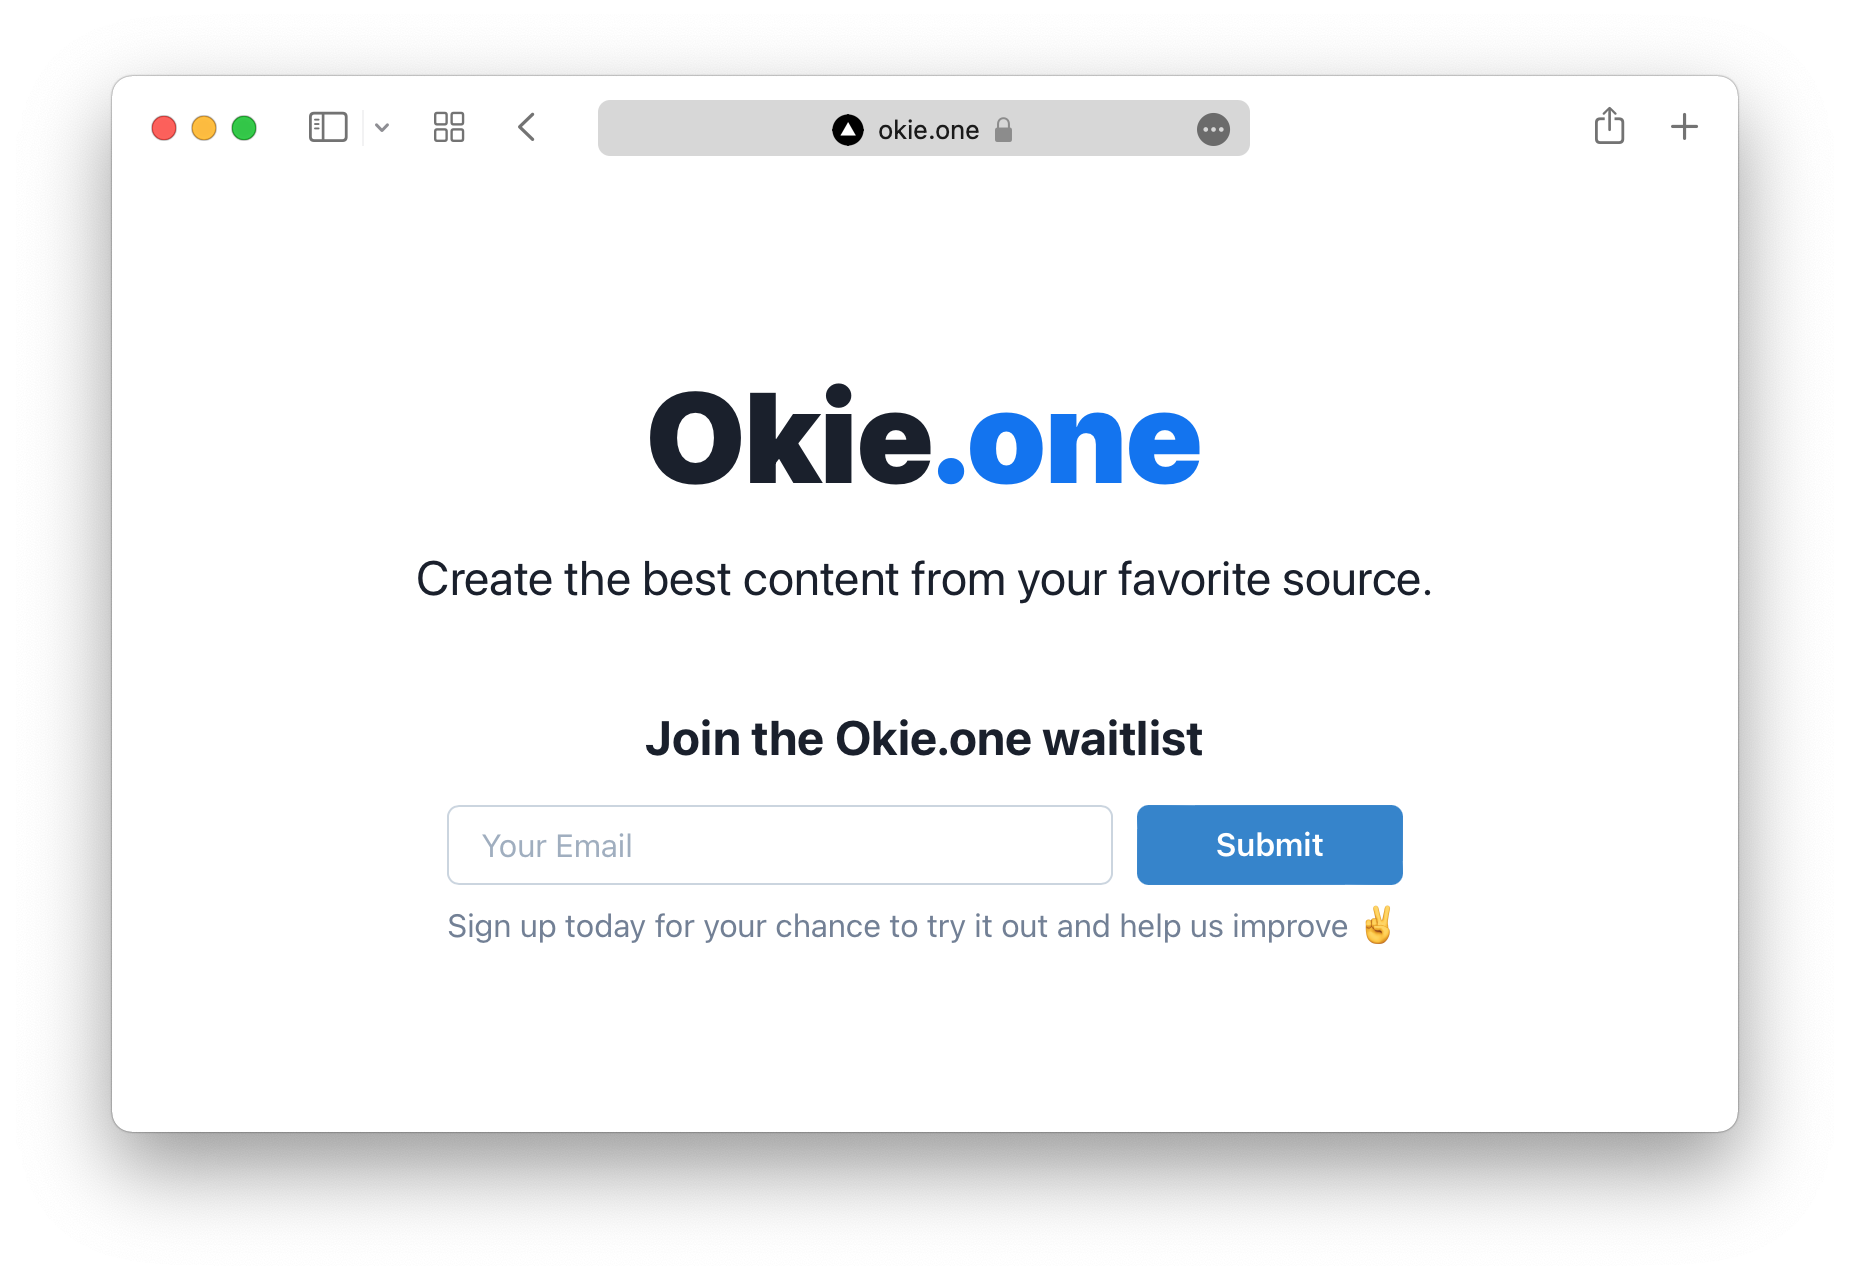 okie.one
Okie.one
Create the best content from your favorite source.
Join the Okie.one waitlist
Your Email
Submit
Sign up today for your chance to try it out and help us improve ✌️